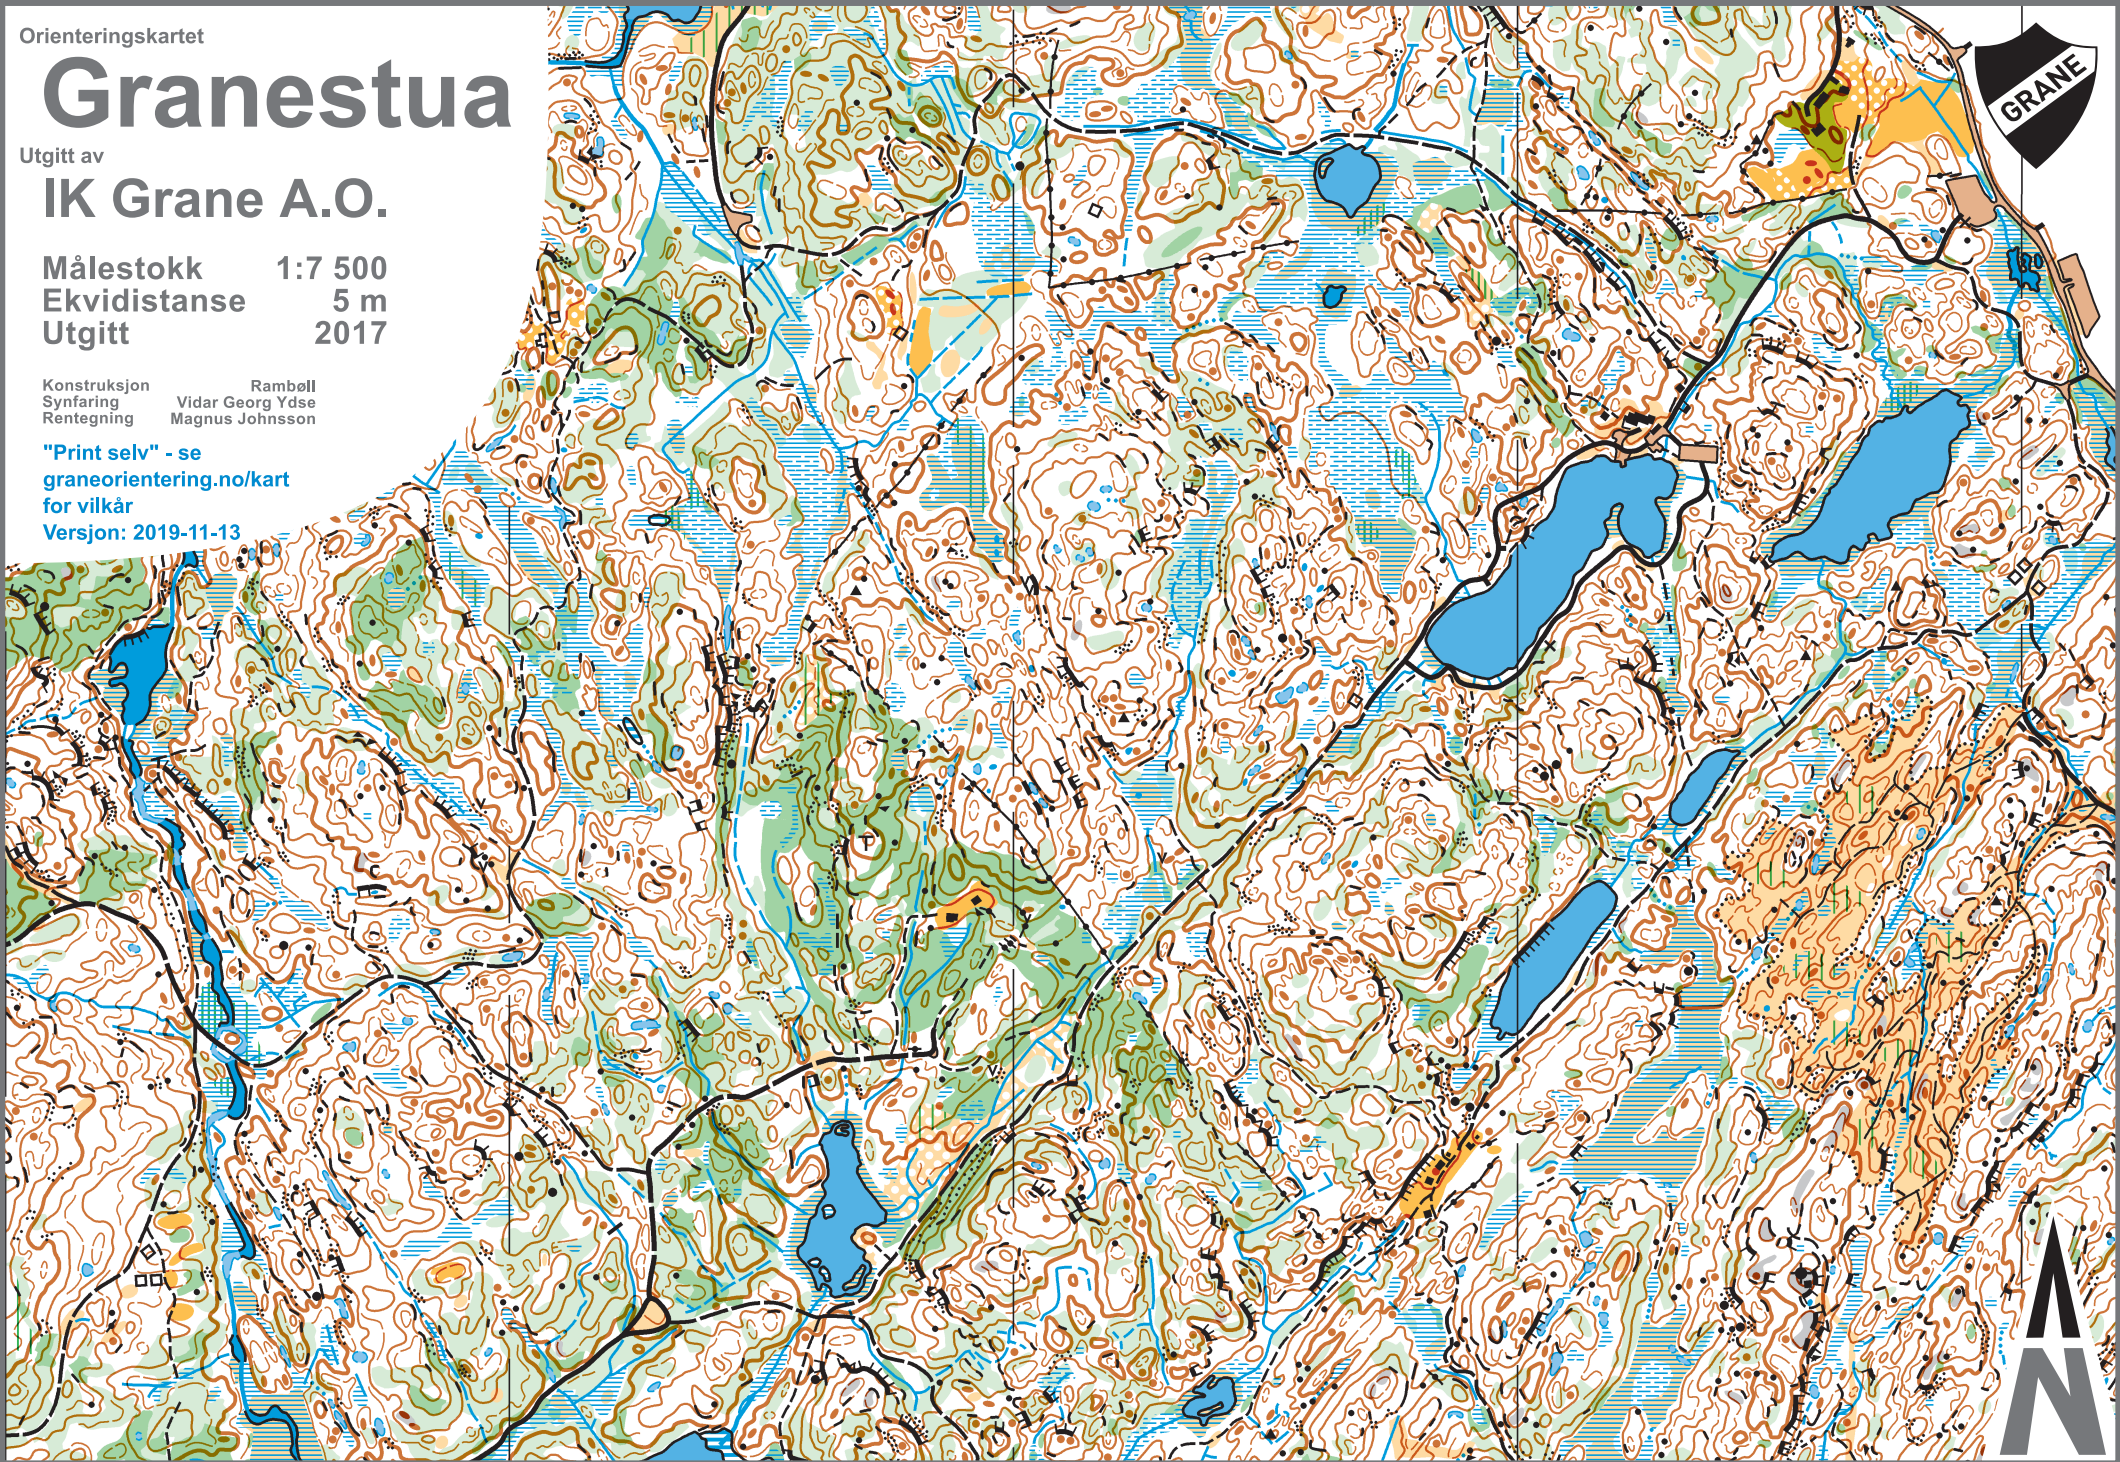 Orienteringskartet
Granestua
Utgitt av
IK Grane A.O.
Målestokk 1:7 500
Ekvidistanse 5 m
Utgitt 2017
Konstruksjon Rambøll
Synfaring Vidar Georg Ydse
Rentegning Magnus Johnsson
"Print selv" - se
graneorientering.no/kart
for vilkår
Versjon: 2019-11-13
GRANE
N